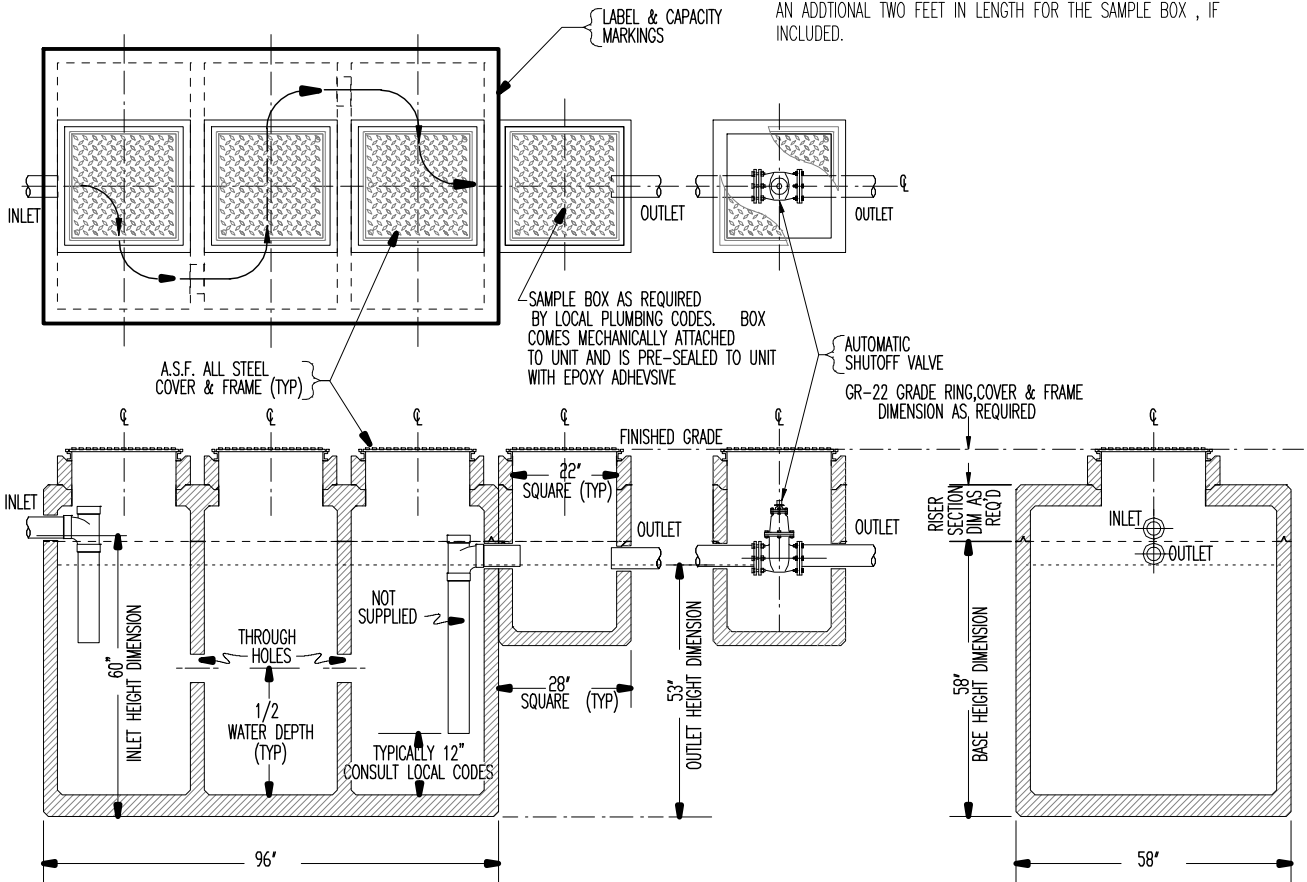 AN ADDTIONAL TWO FEET IN LENGTH FOR THE SAMPLE BOX , IF
INCLUDED.
LABEL & CAPACITY
MARKINGS
INLET
OUTLET
OUTLET
℄
SAMPLE BOX AS REQUIRED
BY LOCAL PLUMBING CODES. BOX
COMES MECHANICALLY ATTACHED
TO UNIT AND IS PRE-SEALED TO UNIT
WITH EPOXY ADHEVSIVE
A.S.F. ALL STEEL
COVER & FRAME (TYP)
AUTOMATIC
SHUTOFF VALVE
GR-22 GRADE RING,COVER & FRAME
DIMENSION AS REQUIRED
℄
℄
℄
℄
℄
℄
FINISHED GRADE
22"
SQUARE (TYP)
INLET
OUTLET
OUTLET
RISER
SECTION
DIM AS
REQ'D
INLET
OUTLET
NOT
SUPPLIED
THROUGH
HOLES
60"
INLET HEIGHT DIMENSION
1/2
WATER DEPTH
(TYP)
TYPICALLY 12"
CONSULT LOCAL CODES
28"
SQUARE (TYP)
53"
OUTLET HEIGHT DIMENSION
58"
BASE HEIGHT DIMENSION
96"
58"